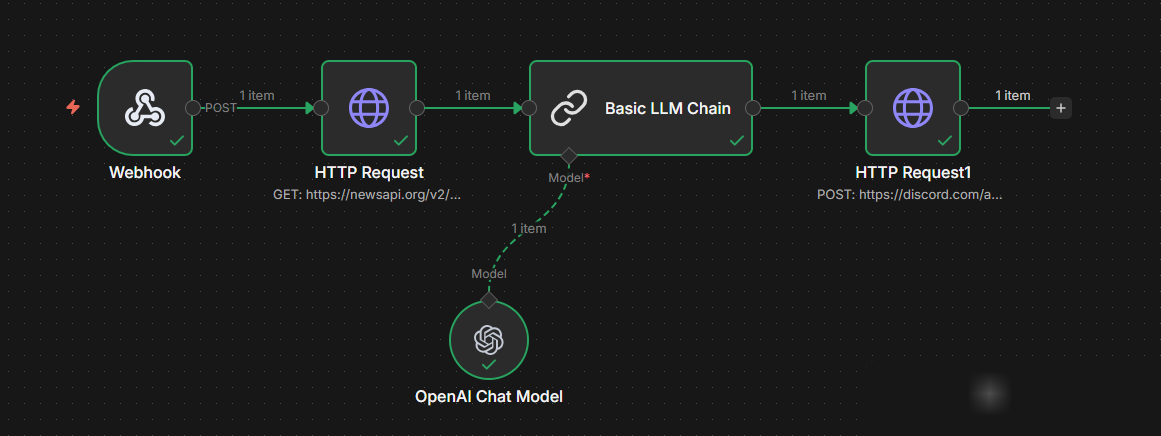 POST
1 item
1 item
Basic LLM Chain
1 item
1 item
Webhook
HTTP Request
GET: https://newsapi.org/v2/...
Model*
HTTP Request1
POST: https://discord.com/a...
1 item
Model
OpenAI Chat Model